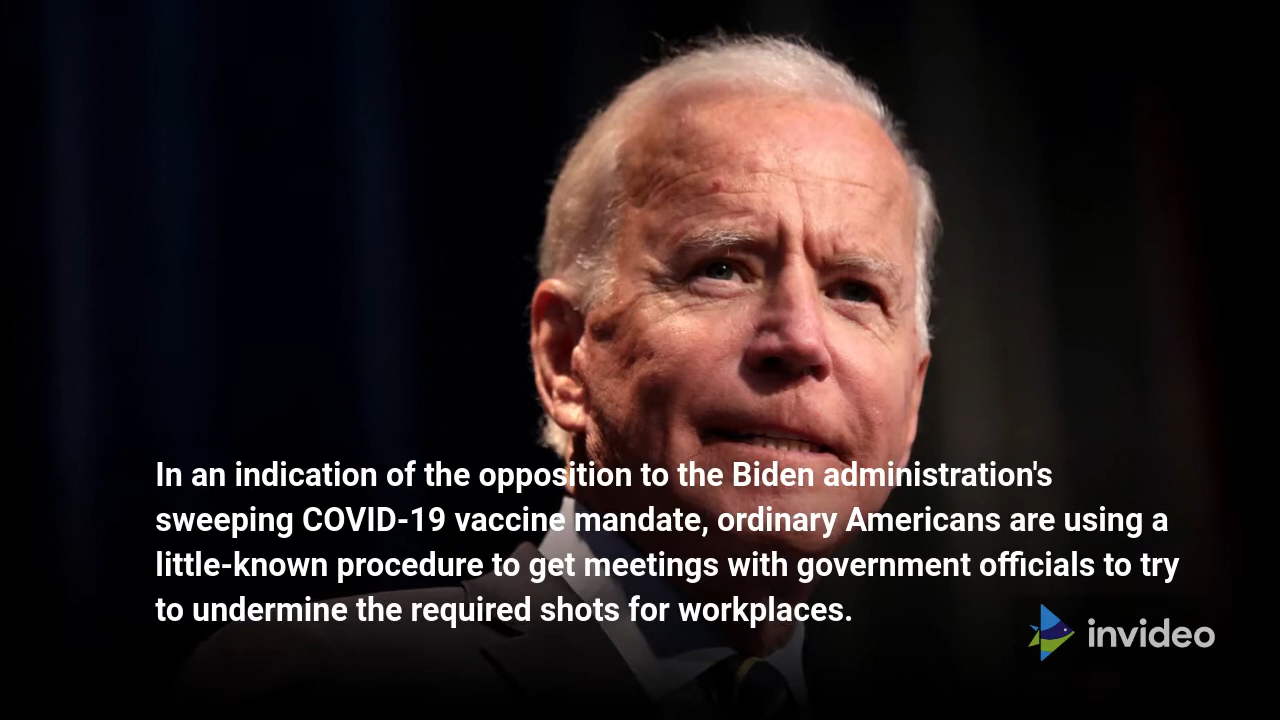 In an indication of the opposition to the Biden administration's
sweeping COVID-19 vaccine mandate, ordinary Americans are using a
little-known procedure to get meetings with government officials to try
to undermine the required shots for workplaces.
invideo